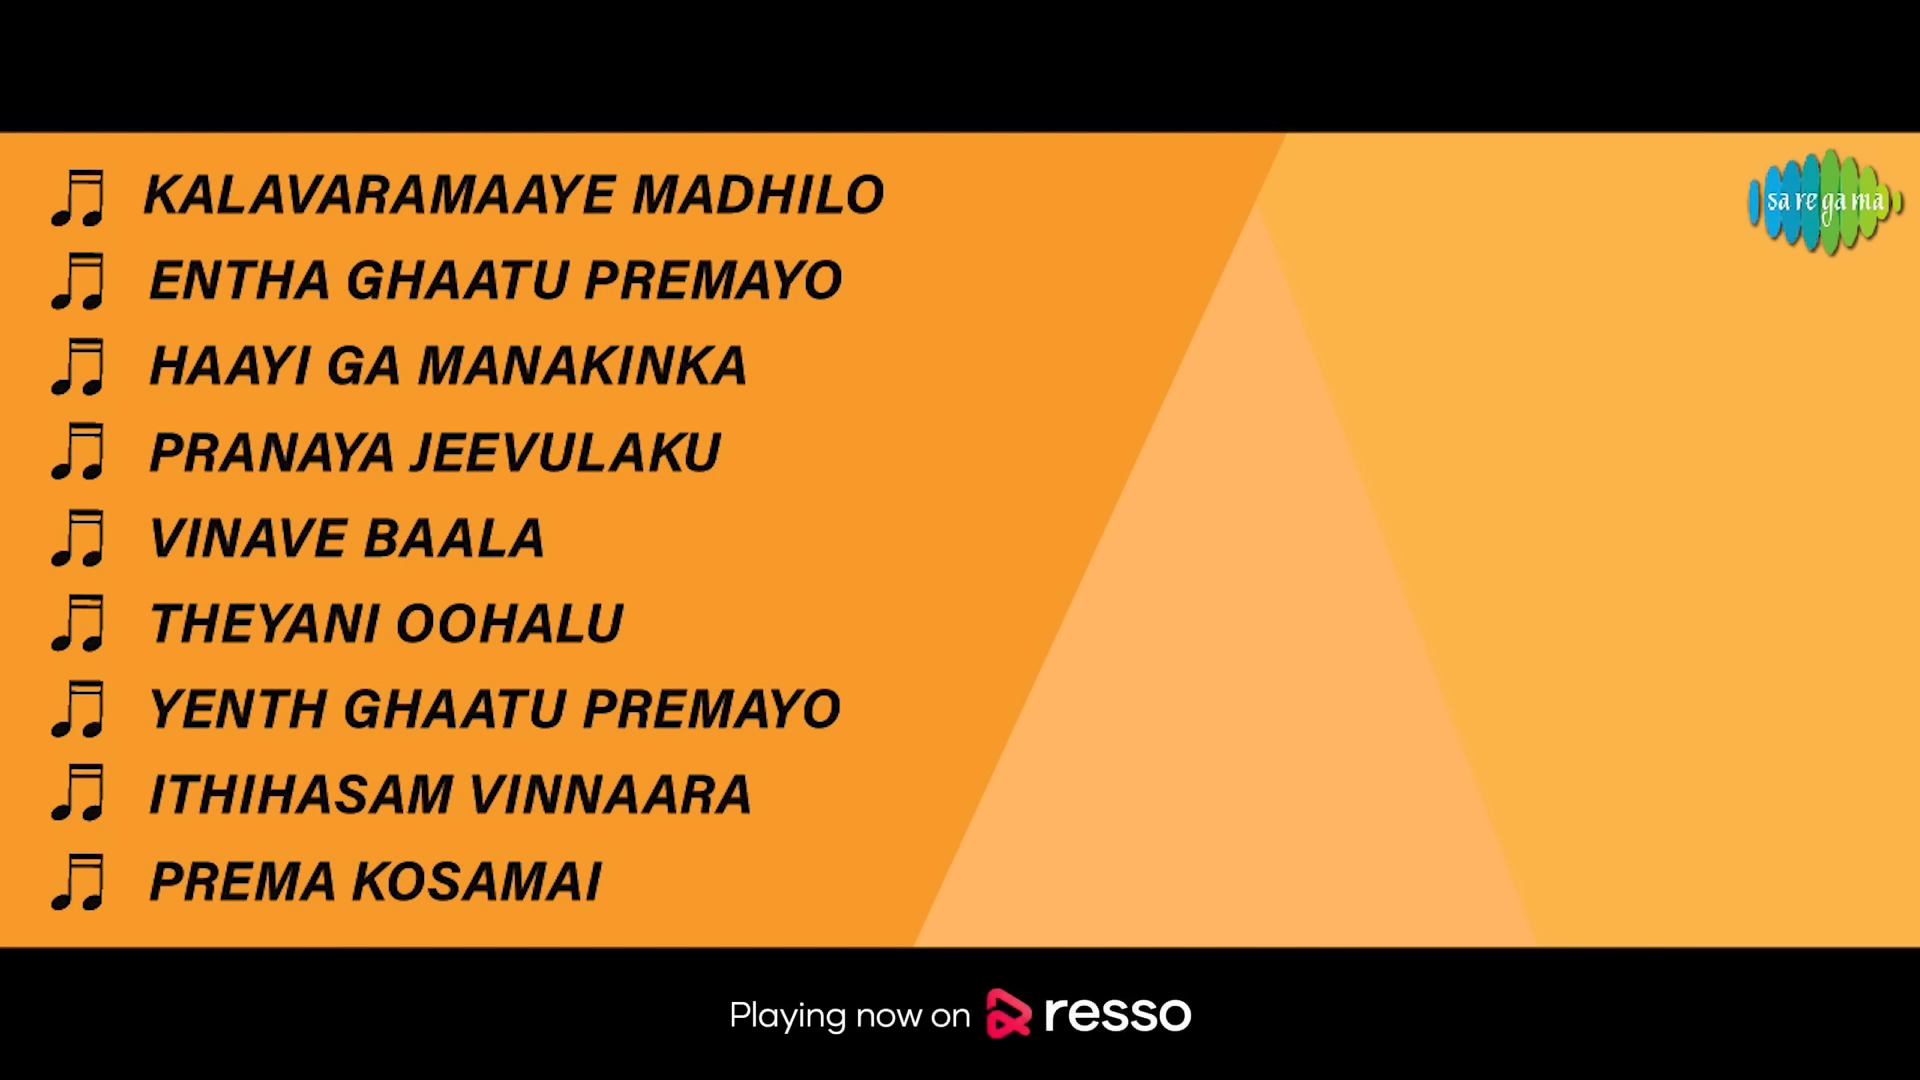 KALAVARAMAAYE MADHILO
sa re ga ma
ENTHA GHAATU PREMAYO
HAAYI GA MANAKINKA
PRANAYA JEEVULAKU
VINAVE BAALA
THEYANI OOHALU
YENTH GHAATU PREMAYO
ITHIHASAM VINNAARA
PREMA KOSAMAI
Playing now on resso